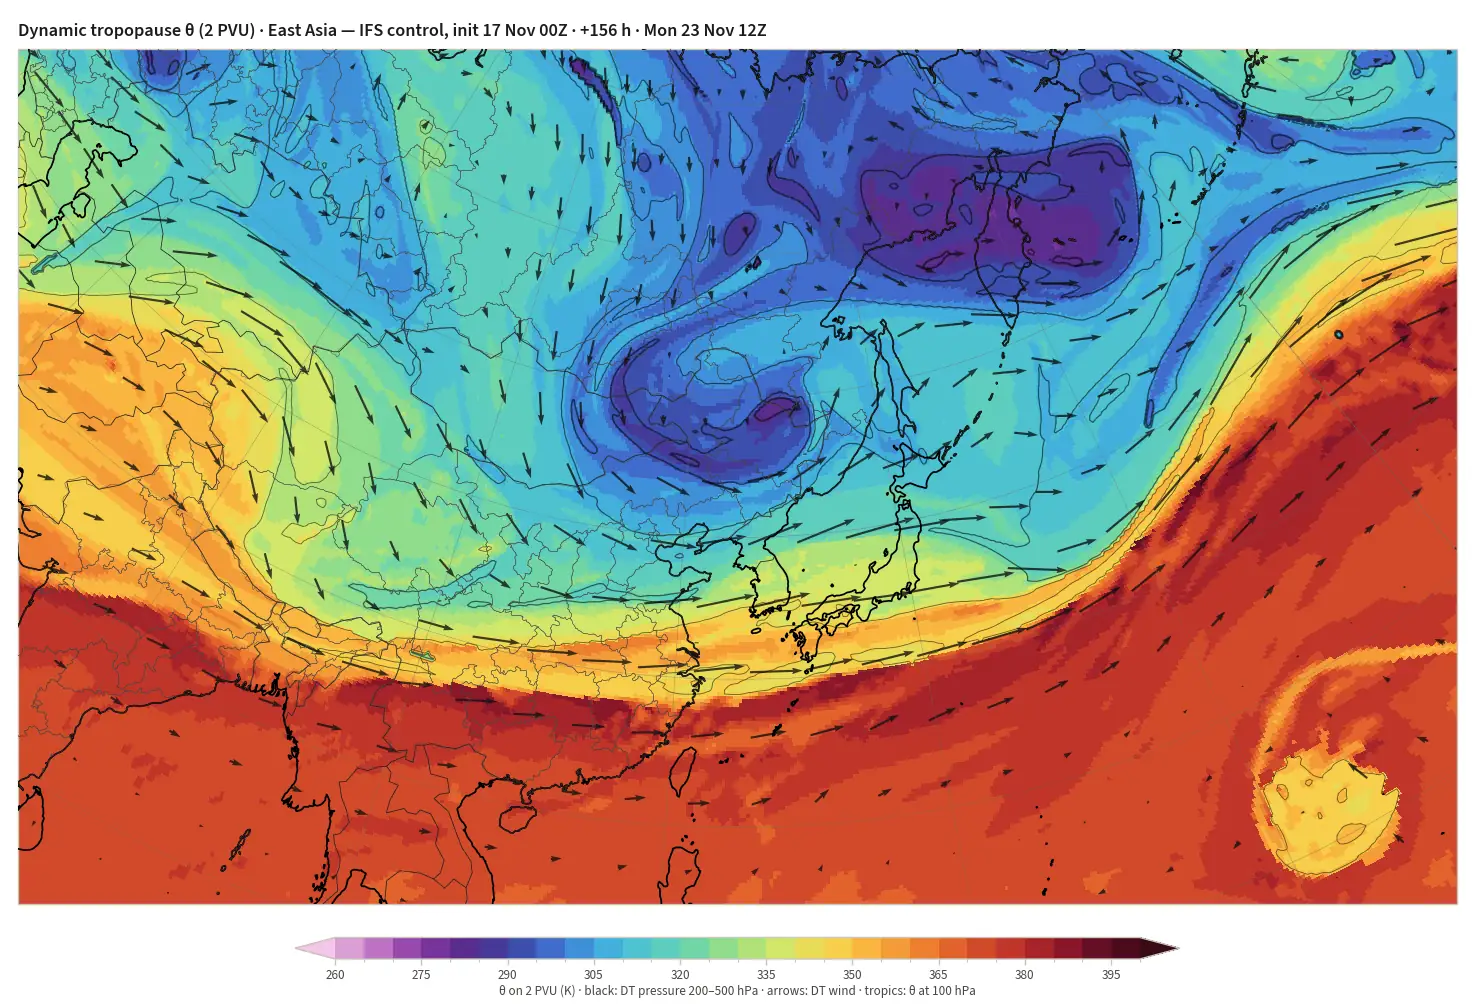 Dynamic tropopause θ (2 PVU) · East Asia — IFS control, init 17 Nov 00Z · +156 h · Mon 23 Nov 12Z
260 275 290 305 320 335 350 365 380 395
θ on 2 PVU (K) · black: DT pressure 200–500 hPa · arrows: DT wind · tropics: θ at 100 hPa